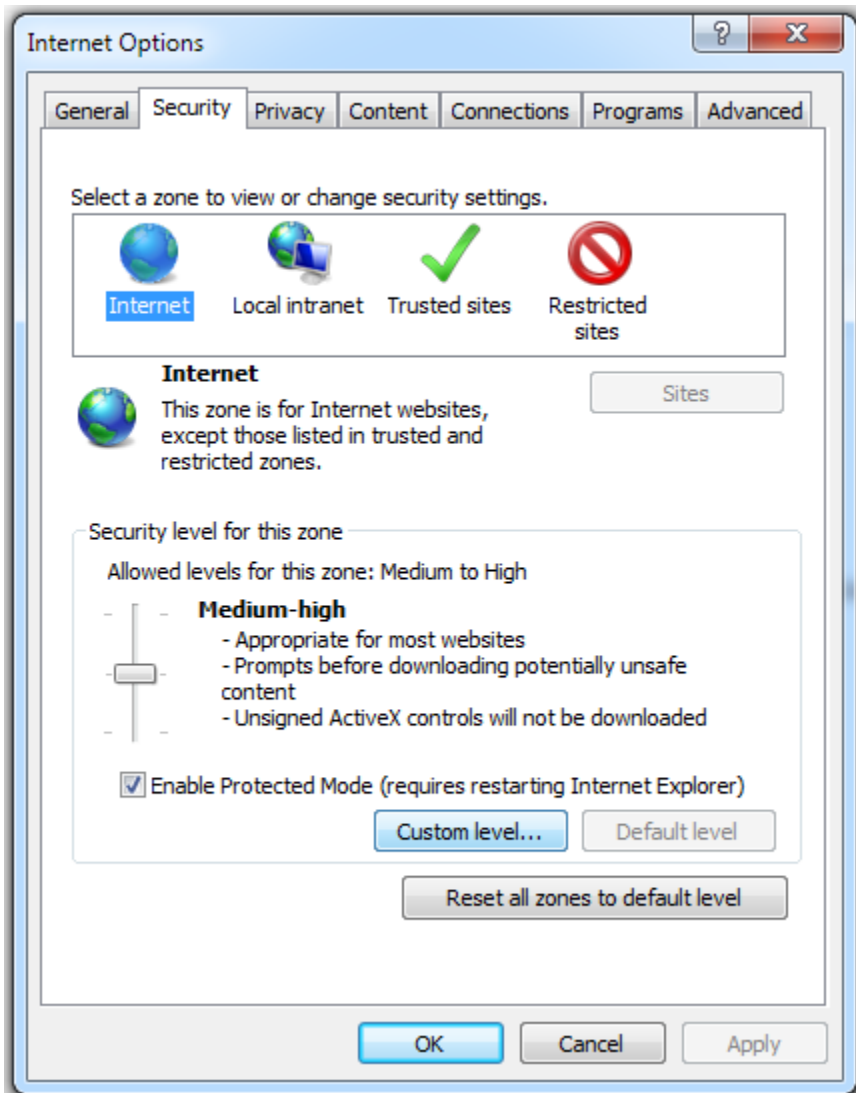 Internet Options
?
X
General Security Privacy Content Connections Programs Advanced
Select a zone to view or change security settings.
Internet Local intranet Trusted sites Restricted
sites
Internet
Sites
This zone is for Internet websites,
except those listed in trusted and
restricted zones.
Security level for this zone
Allowed levels for this zone: Medium to High
Medium-high
- Appropriate for most websites
- Prompts before downloading potentially unsafe
content
- Unsigned ActiveX controls will not be downloaded
Enable Protected Mode (requires restarting Internet Explorer)
Custom level... Default level
Reset all zones to default level
OK Cancel Apply